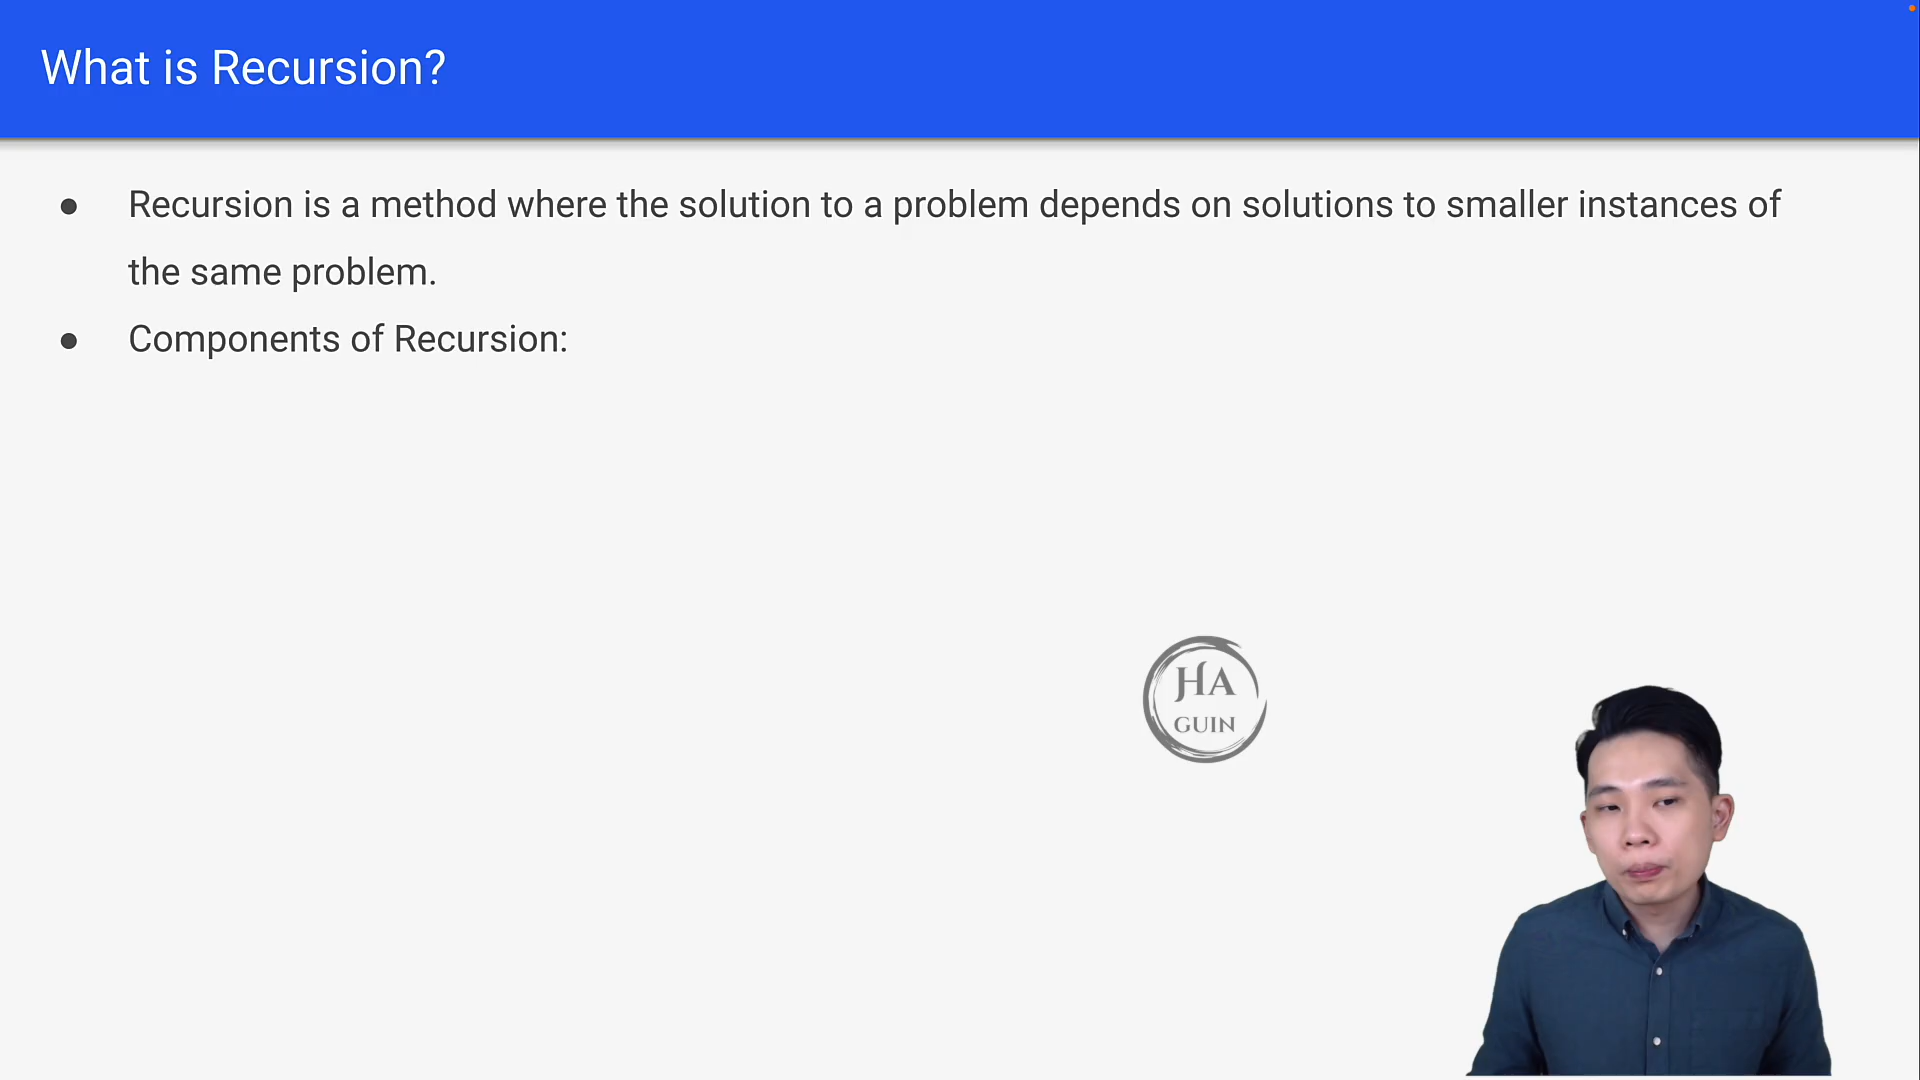 What is Recursion?
● Recursion is a method where the solution to a problem depends on solutions to smaller instances of
the same problem.
● Components of Recursion:
HA
GUIN